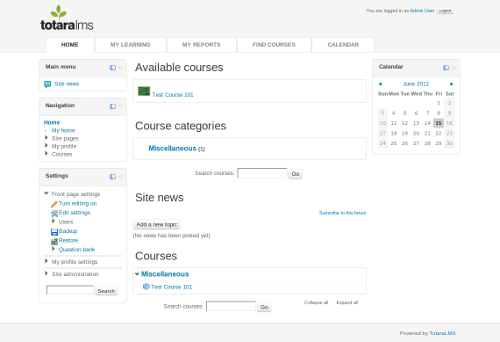 totaralms
You are logged in as Admin User Logout
HOME MY LEARNING MY REPORTS FIND COURSES CALENDAR
Main menu
Site news
Navigation
Home
My home
Site pages
My profile
Courses
Settings
Front page settings
Turn editing on
Edit settings
Users
Backup
Restore
Question bank
My profile settings
Site administration
Search
Available courses
Test Course 101
Course categories
Miscellaneous (1)
Search courses: Go
Site news
Subscribe to this forum
Add a new topic
(No news has been posted yet)
Courses
Miscellaneous
Test Course 101
Collapse all Expand all
Search courses: Go
Calendar
◄ June 2012 ►
Sun Mon Tue Wed Thu Fri Sat
1 2
3 4 5 6 7 8 9
10 11 12 13 14 15 16
17 18 19 20 21 22 23
24 25 26 27 28 29 30
Powered by TotaraLMS